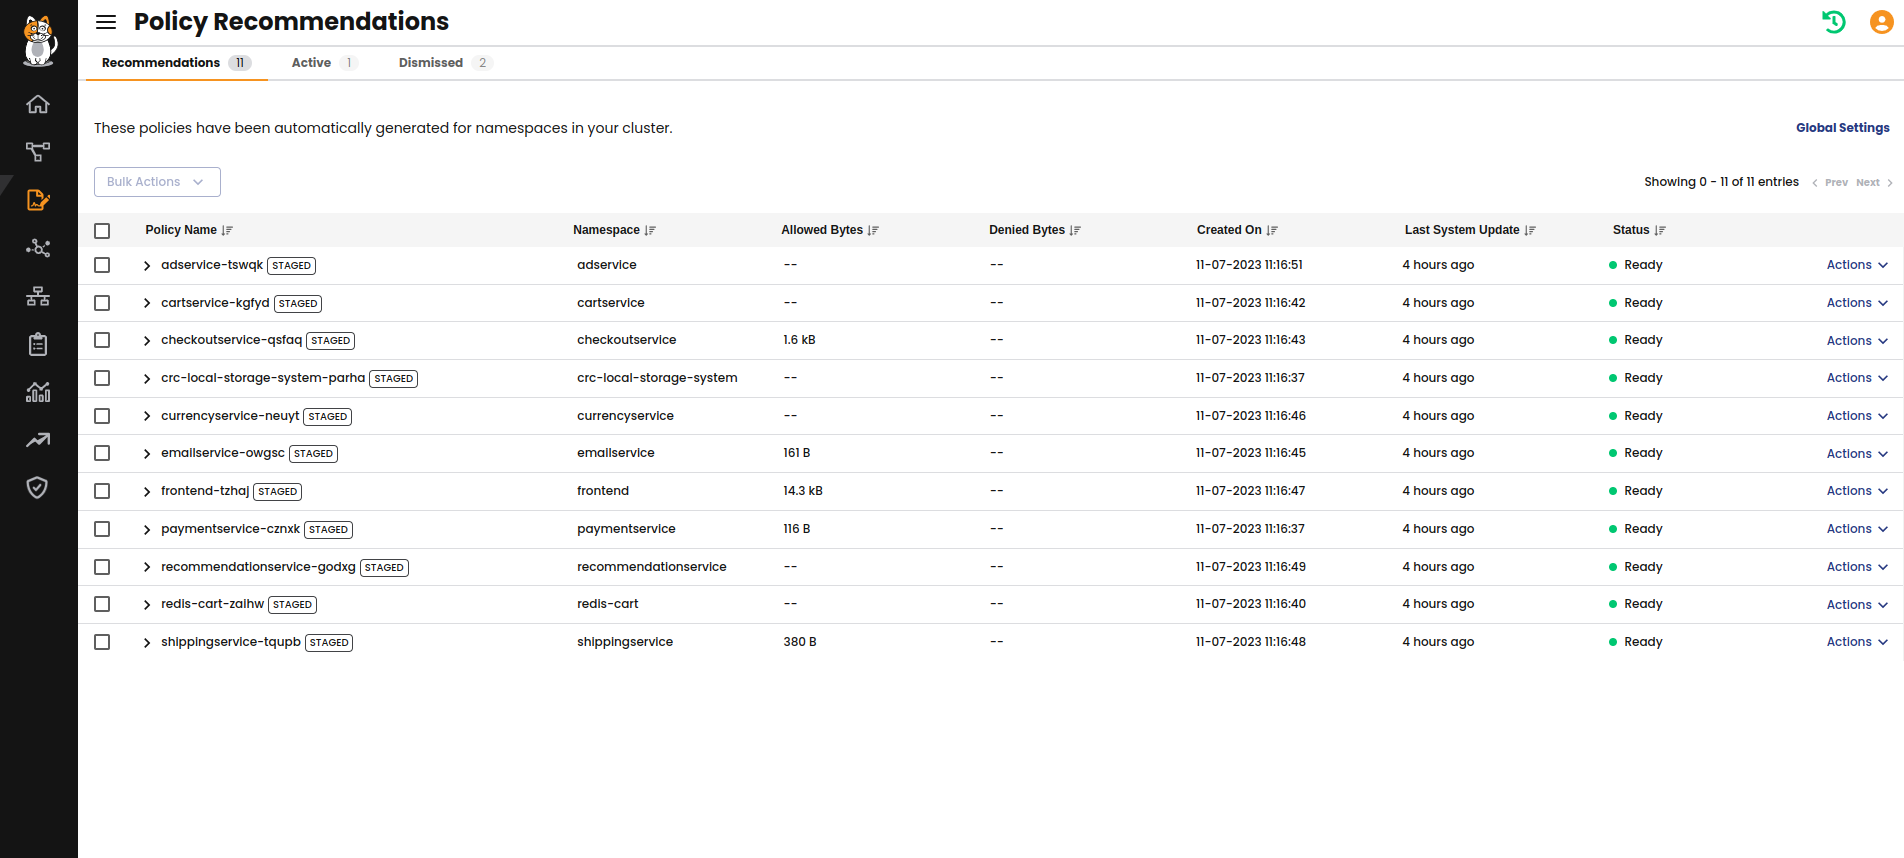 Policy Recommendations
Recommendations 11 Active 1 Dismissed 2
These policies have been automatically generated for namespaces in your cluster. Global Settings
Bulk Actions Showing 0 - 11 of 11 entries Prev Next
Policy Name Namespace Allowed Bytes Denied Bytes Created On Last System Update Status
adservice-tswqk STAGED adservice -- -- 11-07-2023 11:16:51 4 hours ago Ready Actions
cartservice-kgfyd STAGED cartservice -- -- 11-07-2023 11:16:42 4 hours ago Ready Actions
checkoutservice-qsfaq STAGED checkoutservice 1.6 kB -- 11-07-2023 11:16:43 4 hours ago Ready Actions
crc-local-storage-system-parha STAGED crc-local-storage-system -- -- 11-07-2023 11:16:37 4 hours ago Ready Actions
currencyservice-neuyt STAGED currencyservice -- -- 11-07-2023 11:16:46 4 hours ago Ready Actions
emailservice-owgsc STAGED emailservice 161 B -- 11-07-2023 11:16:45 4 hours ago Ready Actions
frontend-tzhaj STAGED frontend 14.3 kB -- 11-07-2023 11:16:47 4 hours ago Ready Actions
paymentservice-cznxk STAGED paymentservice 116 B -- 11-07-2023 11:16:37 4 hours ago Ready Actions
recommendationservice-godxg STAGED recommendationservice -- -- 11-07-2023 11:16:49 4 hours ago Ready Actions
redis-cart-zaihw STAGED redis-cart -- -- 11-07-2023 11:16:40 4 hours ago Ready Actions
shippingservice-tqupb STAGED shippingservice 380 B -- 11-07-2023 11:16:48 4 hours ago Ready Actions